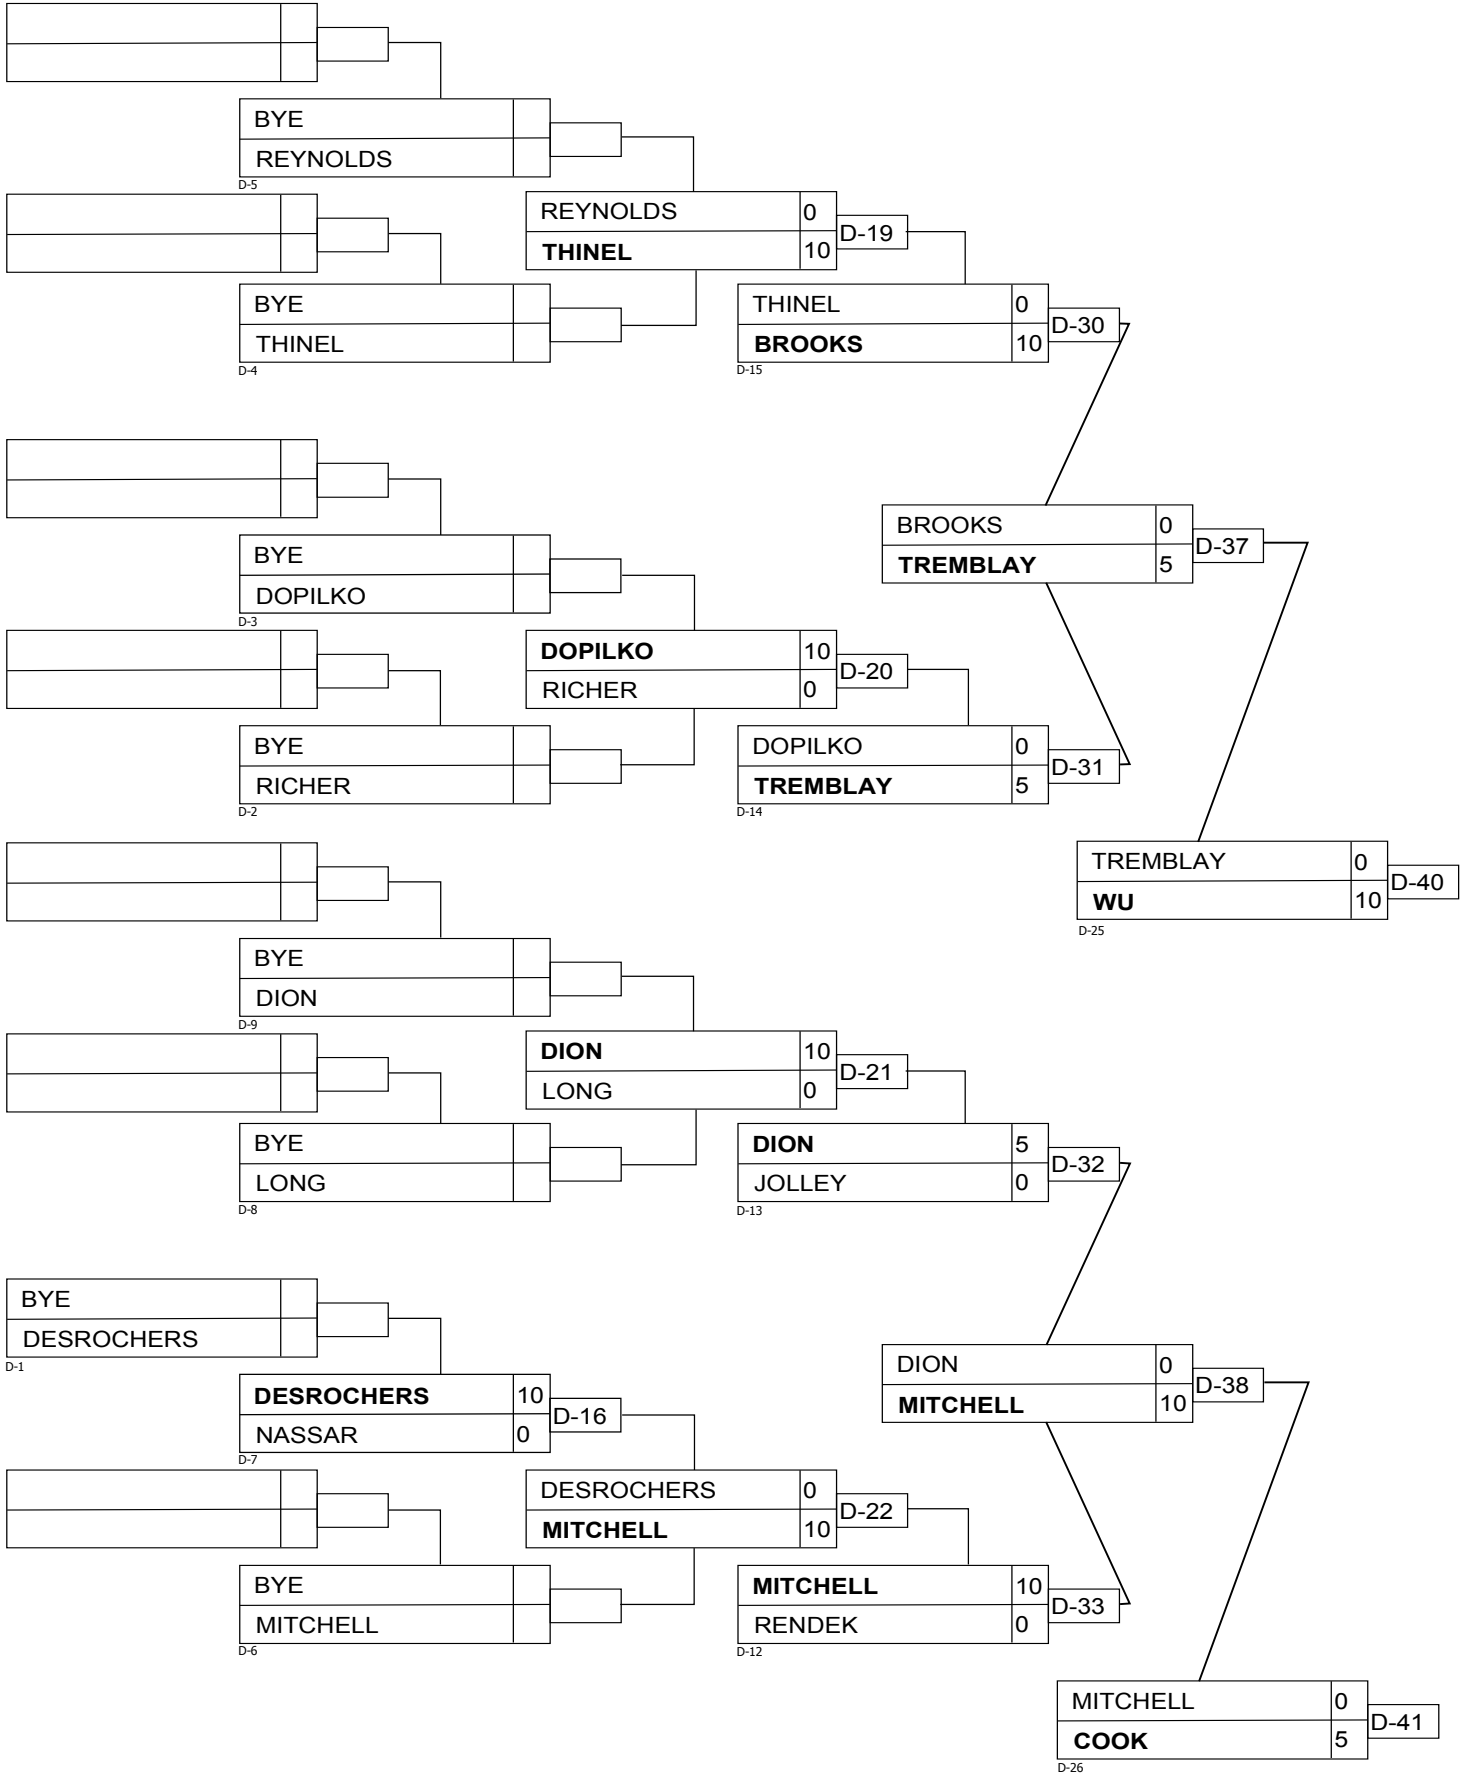 BYE
REYNOLDS
D-5
REYNOLDS 0
THINEL 10
D-19
BYE
THINEL
D-4
THINEL 0
BROOKS 10
D-30
D-15
BROOKS 0
TREMBLAY 5
D-37
BYE
DOPILKO
D-3
DOPILKO 10
RICHER 0
D-20
BYE
RICHER
D-2
DOPILKO 0
TREMBLAY 5
D-31
D-14
TREMBLAY 0
WU 10
D-40
D-25
BYE
DION
D-9
DION 10
LONG 0
D-21
BYE
LONG
D-8
DION 5
JOLLEY 0
D-32
D-13
BYE
DESROCHERS
D-1
DION 0
MITCHELL 10
D-38
DESROCHERS 10
NASSAR 0
D-16
D-7
DESROCHERS 0
MITCHELL 10
D-22
BYE
MITCHELL
D-6
MITCHELL 10
RENDEK 0
D-33
D-12
MITCHELL 0
COOK 5
D-41
D-26